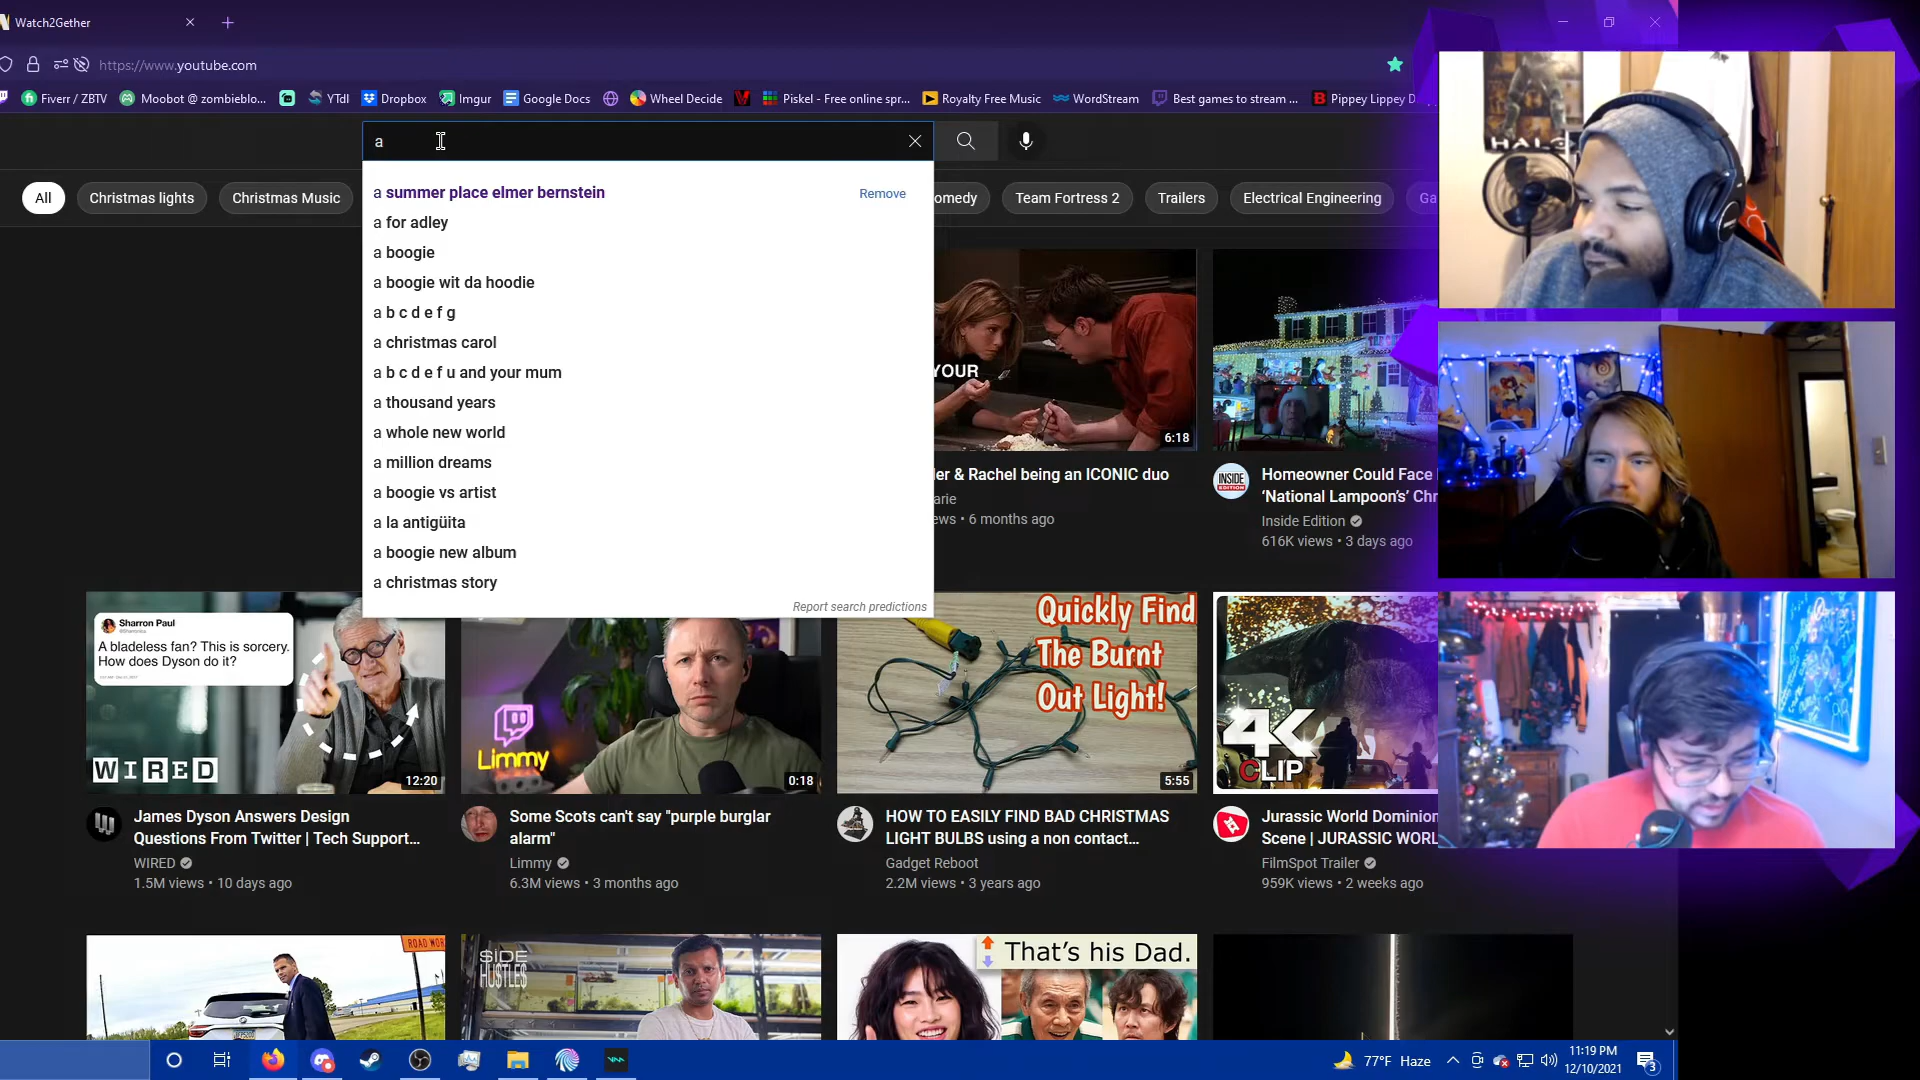 Watch2Gether
https://www.youtube.com
Fiverr / ZBTV
Moobot @ zombieblo...
YTdl
Dropbox
Imgur
Google Docs
Wheel Decide
Piskel - Free online spr...
Royalty Free Music
WordStream
Best games to stream ...
Pippey Lippey D
a
a summer place elmer bernstein
Remove
a for adley
a boogie
a boogie wit da hoodie
a b c d e f g
a christmas carol
a b c d e f u and your mum
a thousand years
a whole new world
a million dreams
a boogie vs artist
a la antigüita
a boogie new album
a christmas story
Report search predictions
All
Christmas lights
Christmas Music
omedy
Team Fortress 2
Trailers
Electrical Engineering
Ga
HALO
YOUR
6:18
ler & Rachel being an ICONIC duo
arie
ews • 6 months ago
INSIDE
EDITION
Homeowner Could Face
'National Lampoon's' Chr
Inside Edition
616K views • 3 days ago
Sharron Paul
A bladeless fan? This is sorcery.
How does Dyson do it?
WIRED
12:20
James Dyson Answers Design
Questions From Twitter | Tech Support...
WIRED
1.5M views • 10 days ago
Limmy
0:18
Some Scots can't say "purple burglar
alarm"
Limmy
6.3M views • 3 months ago
Quickly Find
The Burnt
Out Light!
5:55
HOW TO EASILY FIND BAD CHRISTMAS
LIGHT BULBS using a non contact...
Gadget Reboot
2.2M views • 3 years ago
4K
CLIP
Jurassic World Dominion
Scene | JURASSIC WORL
FilmSpot Trailer
959K views • 2 weeks ago
ROAD WOR
SIDE
HUSTLES
That's his Dad.
77°F Haze
11:19 PM
12/10/2021
3